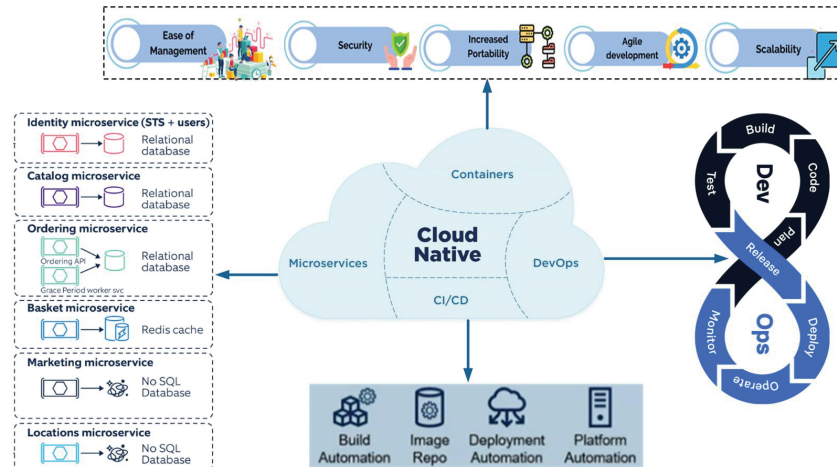 Ease of
Management
Security
Increased
Portability
Agile
development
Scalability
Identity microservice (STS + users)
Relational
database
Catalog microservice
Relational
database
Ordering microservice
Ordering API
Relational
database
Grace Period worker svc
Basket microservice
Redis cache
Marketing microservice
No SQL
Database
Locations microservice
No SQL
Database
Containers
Cloud
Native
Microservices
DevOps
CI/CD
Build
Automation
Image
Repo
Deployment
Automation
Platform
Automation
Dev
Build
Code
Plan
Test
Release
Ops
Deploy
Operate
Monitor